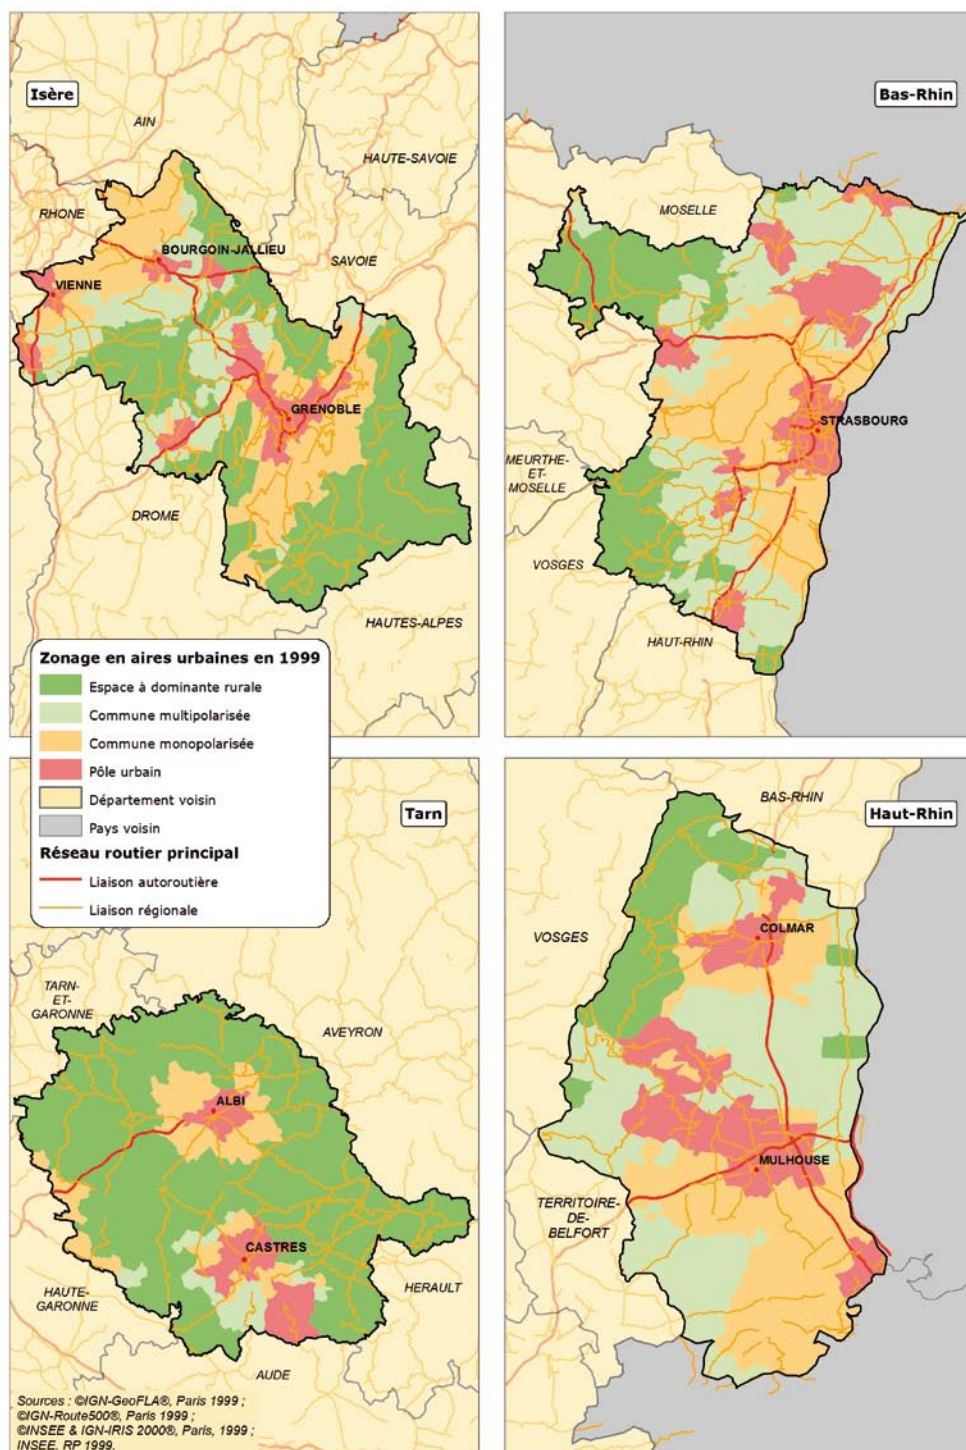 Isère
AIN
HAUTE-SAVOIE
RHONE
BOURGOIN-JALLIEU
SAVOIE
VIENNE
GRENOBLE
DROME
HAUTES-ALPES
Bas-Rhin
MOSELLE
STRASBOURG
MEURTHE-
ET-
MOSELLE
VOSGES
HAUT-RHIN
Zonage en aires urbaines en 1999
Espace à dominante rurale
Commune multipolarisée
Commune monopolarisée
Pôle urbain
Département voisin
Pays voisin
Réseau routier principal
Liaison autoroutière
Liaison régionale
Tarn
TARN-
ET-
GARONNE
AVEYRON
ALBI
CASTRES
HAUTE-
GARONNE
HERAULT
AUDE
Sources : ©IGN-GeoFLA®, Paris 1999 ;
©IGN-Route500®, Paris 1999 ;
©INSEE & IGN-IRIS 2000®, Paris, 1999 ;
INSEE, RP 1999.
Haut-Rhin
BAS-RHIN
VOSGES
COLMAR
MULHOUSE
TERRITOIRE-
DE-
BELFORT